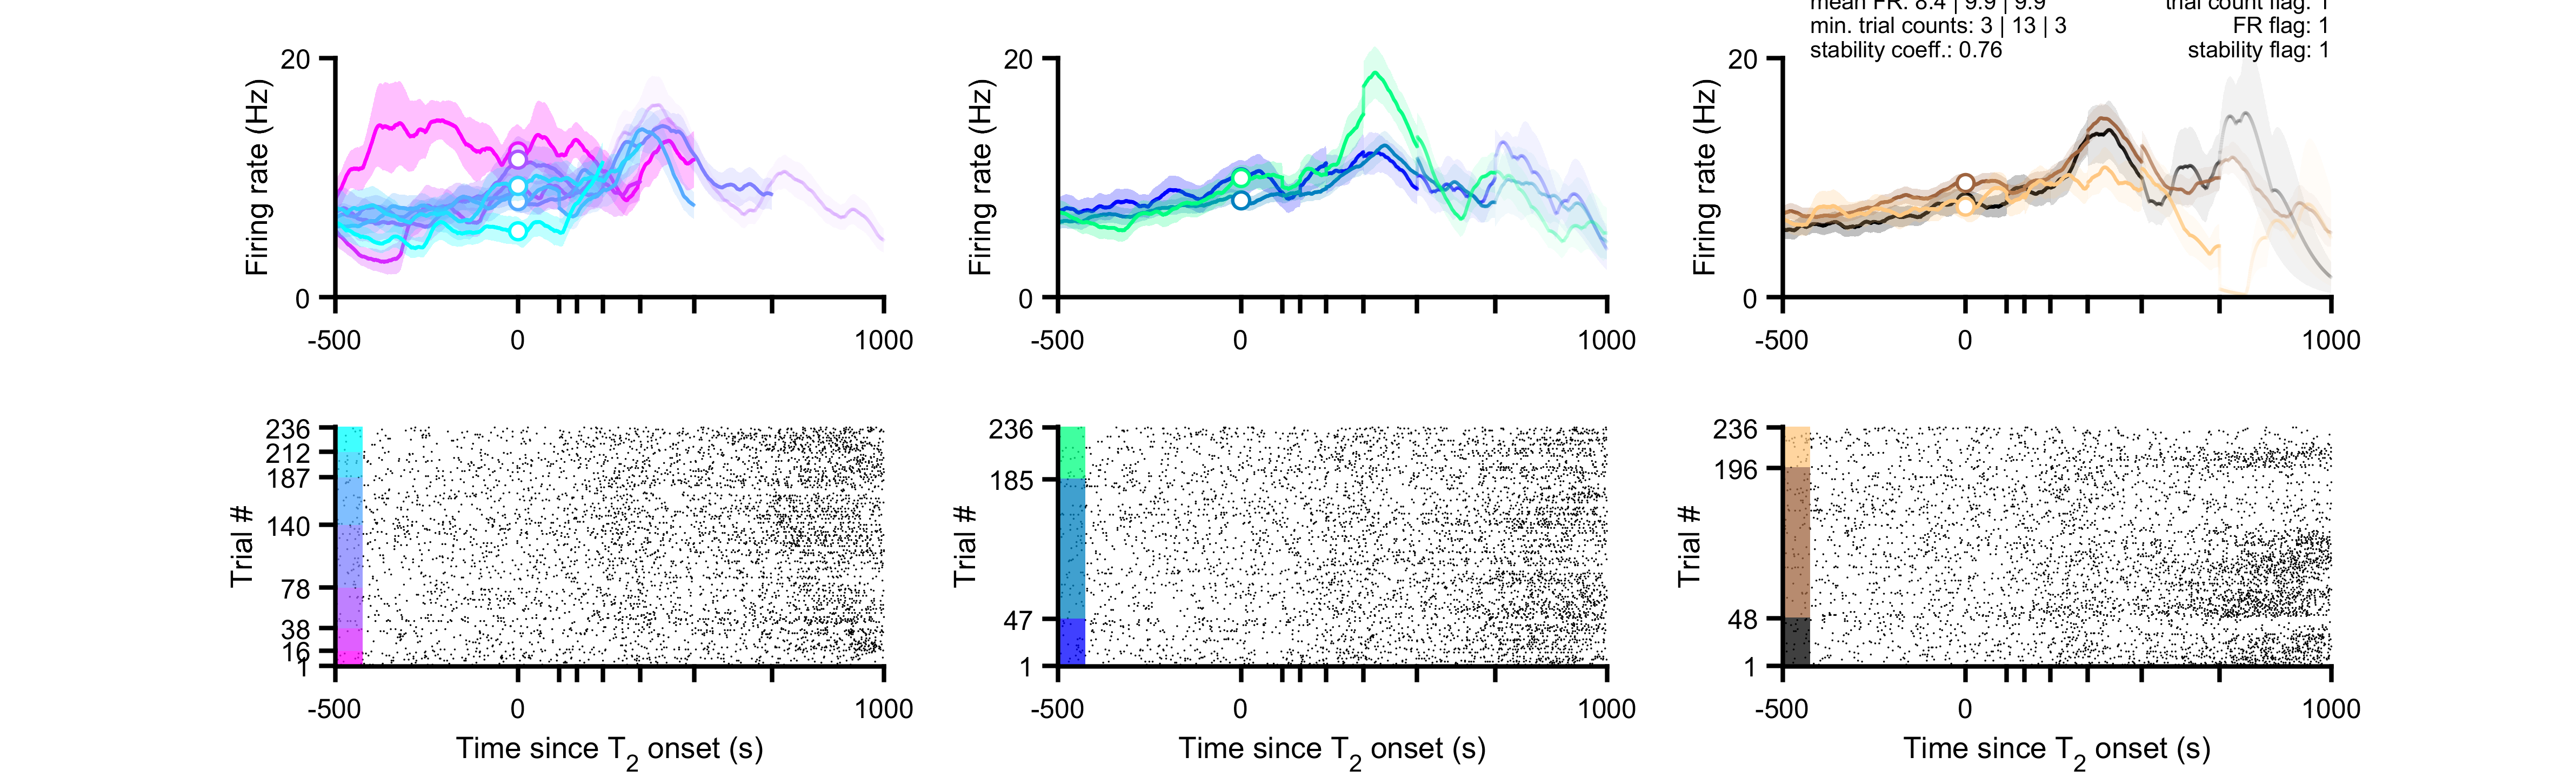 mean FR: 8.4 | 9.9 | 9.9
trial count flag: 1
min. trial counts: 3 | 13 | 3
FR flag: 1
stability coeff.: 0.76
stability flag: 1
20
Firing rate (Hz)
0
-500
0
1000
20
Firing rate (Hz)
0
-500
0
1000
20
Firing rate (Hz)
0
-500
0
1000
236
212
187
140
78
38
16
1
Trial #
-500
0
1000
Time since T2 onset (s)
236
185
47
1
Trial #
-500
0
1000
Time since T2 onset (s)
236
196
48
1
Trial #
-500
0
1000
Time since T2 onset (s)